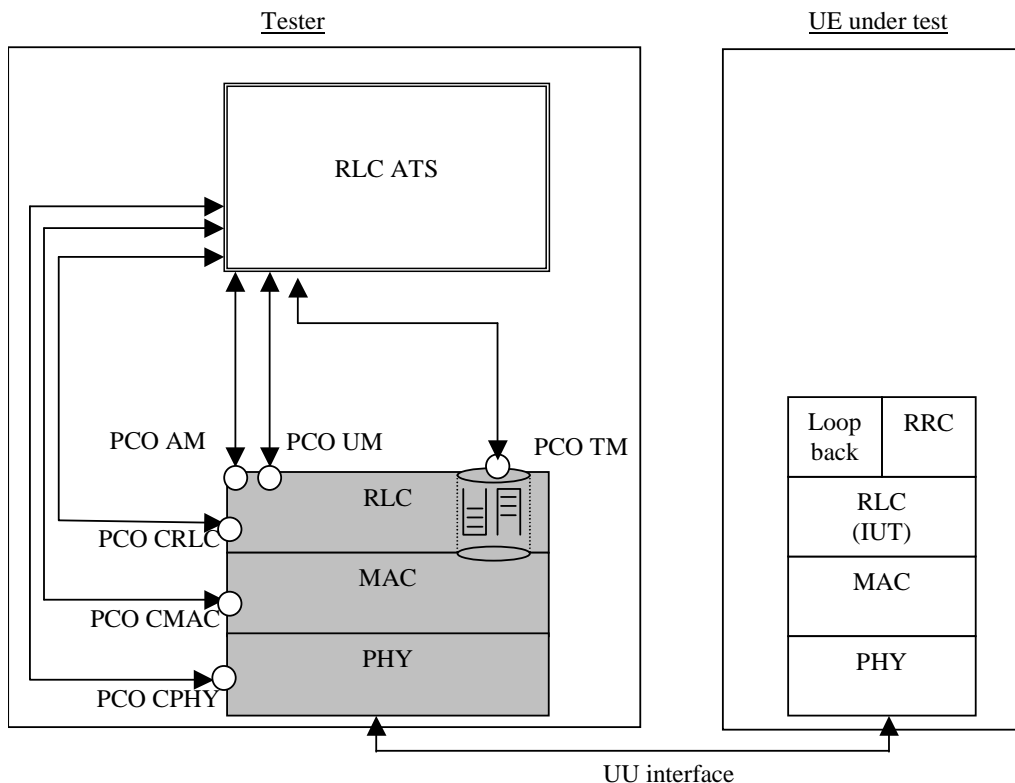 Tester
UE under test
RLC ATS
PCO AM
PCO UM
PCO TM
Loop
back
RRC
RLC
RLC
(IUT)
PCO CRLC
MAC
MAC
PCO CMAC
PHY
PHY
PCO CPHY
UU interface